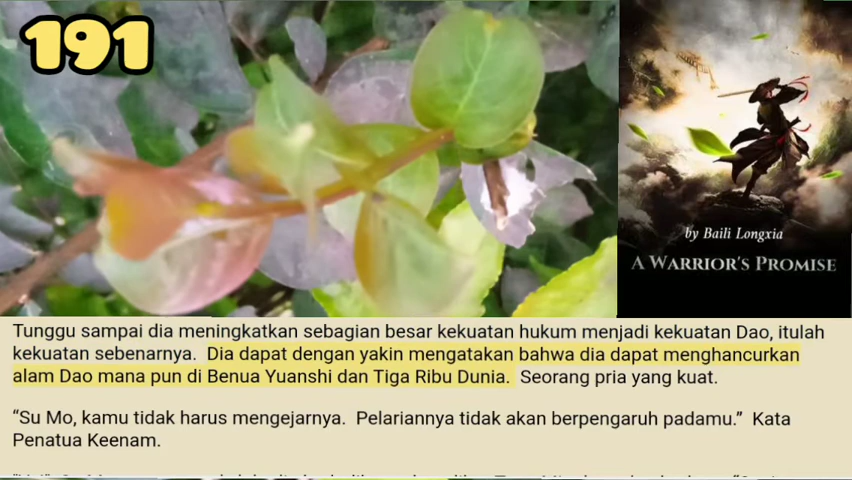 191
by Baili Longxia
A WARRIOR'S PROMISE
Tunggu sampai dia meningkatkan sebagian besar kekuatan hukum menjadi kekuatan Dao, itulah
kekuatan sebenarnya. Dia dapat dengan yakin mengatakan bahwa dia dapat menghancurkan
alam Dao mana pun di Benua Yuanshi dan Tiga Ribu Dunia. Seorang pria yang kuat.
“Su Mo, kamu tidak harus mengejarnya. Pelariannya tidak akan berpengaruh padamu.” Kata
Penatua Keenam.